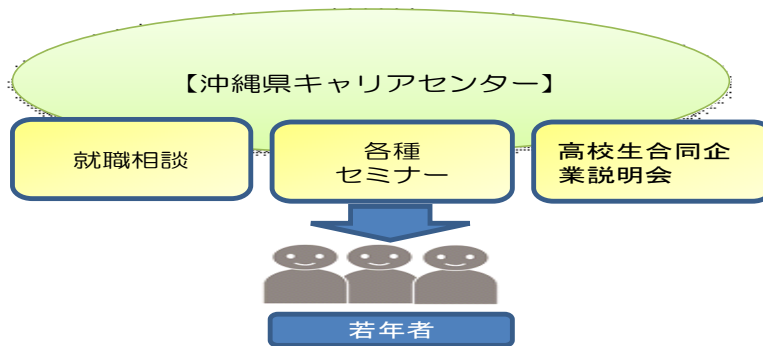 【沖縄県キャリアセンター】
就職相談
各種
セミナー
高校生合同企
業説明会
若年者